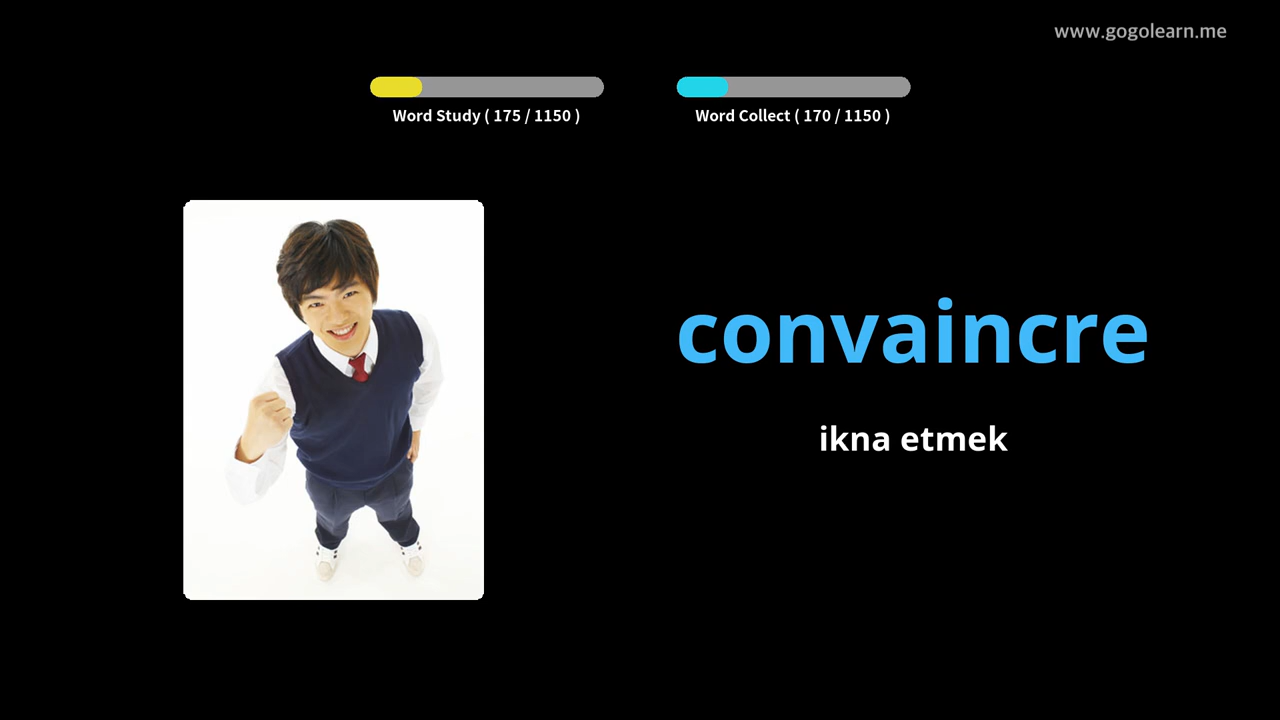 www.gogolearn.me
Word Study ( 175 / 1150 )
Word Collect ( 170 / 1150 )
convaincre
ikna etmek